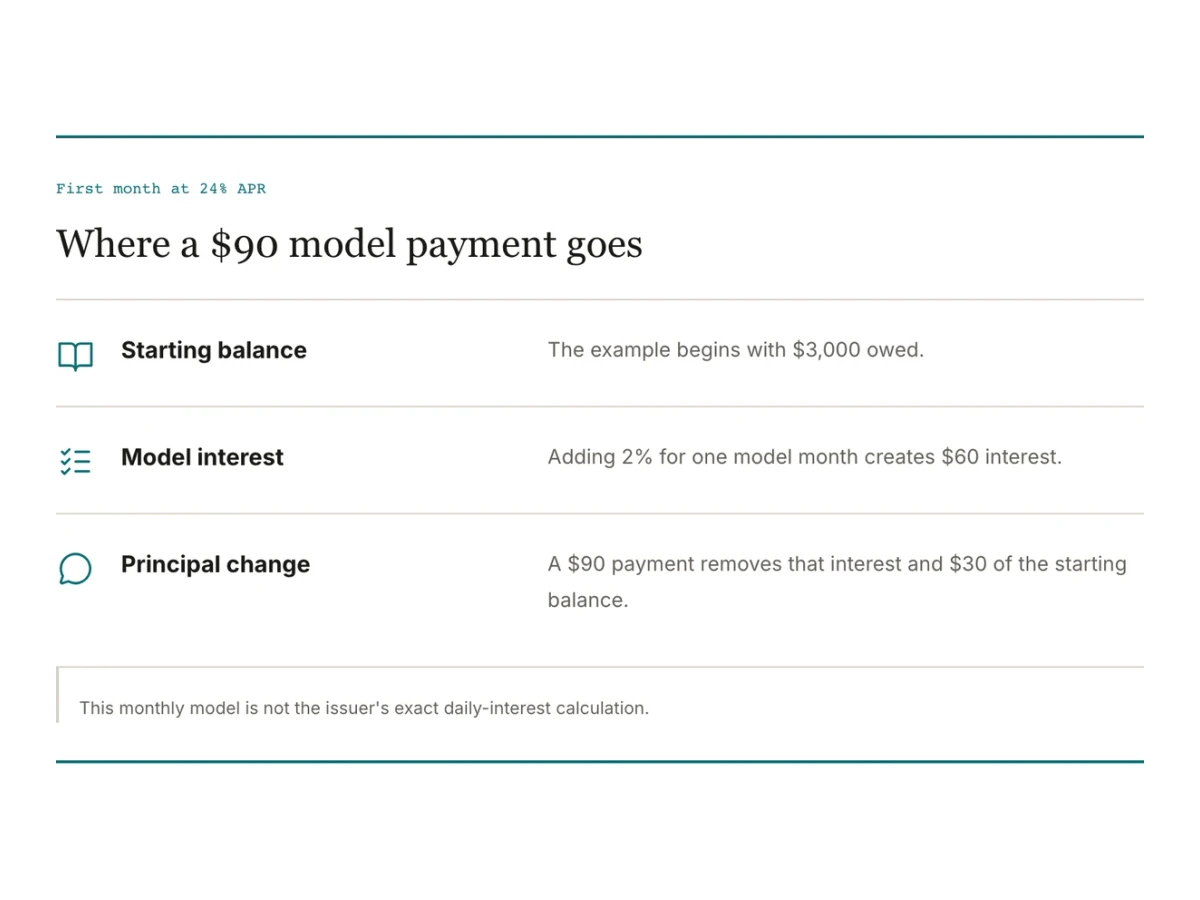 First month at 24% APR
Where a $90 model payment goes
Starting balance
The example begins with $3,000 owed.
Model interest
Adding 2% for one model month creates $60 interest.
Principal change
A $90 payment removes that interest and $30 of the starting
balance.
This monthly model is not the issuer's exact daily-interest calculation.